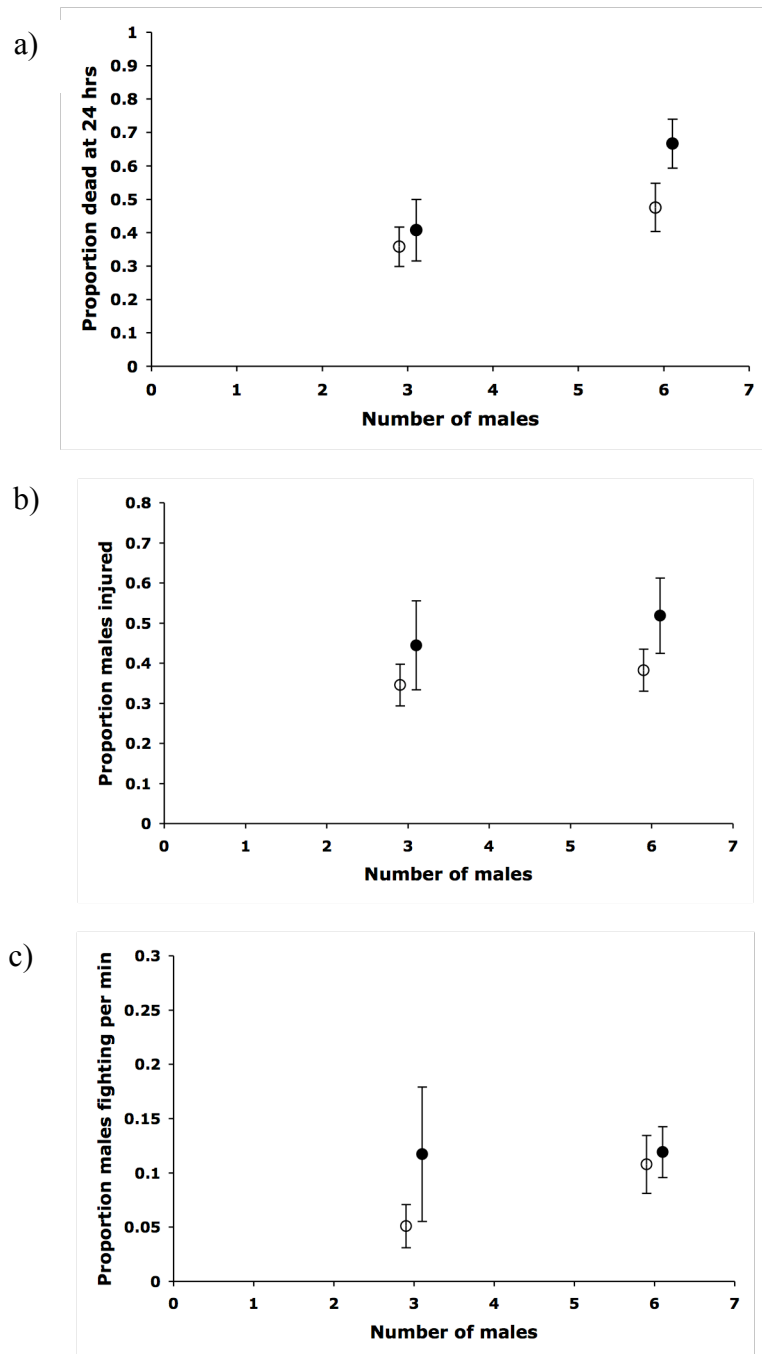 a)
Proportion dead at 24 hrs
1
0.9
0.8
0.7
0.6
0.5
0.4
0.3
0.2
0.1
0
0 1 2 3 4 5 6 7
Number of males
b)
Proportion males injured
0.8
0.7
0.6
0.5
0.4
0.3
0.2
0.1
0
0 1 2 3 4 5 6 7
Number of males
c)
Proportion males fighting per min
0.3
0.25
0.2
0.15
0.1
0.05
0
0 1 2 3 4 5 6 7
Number of males